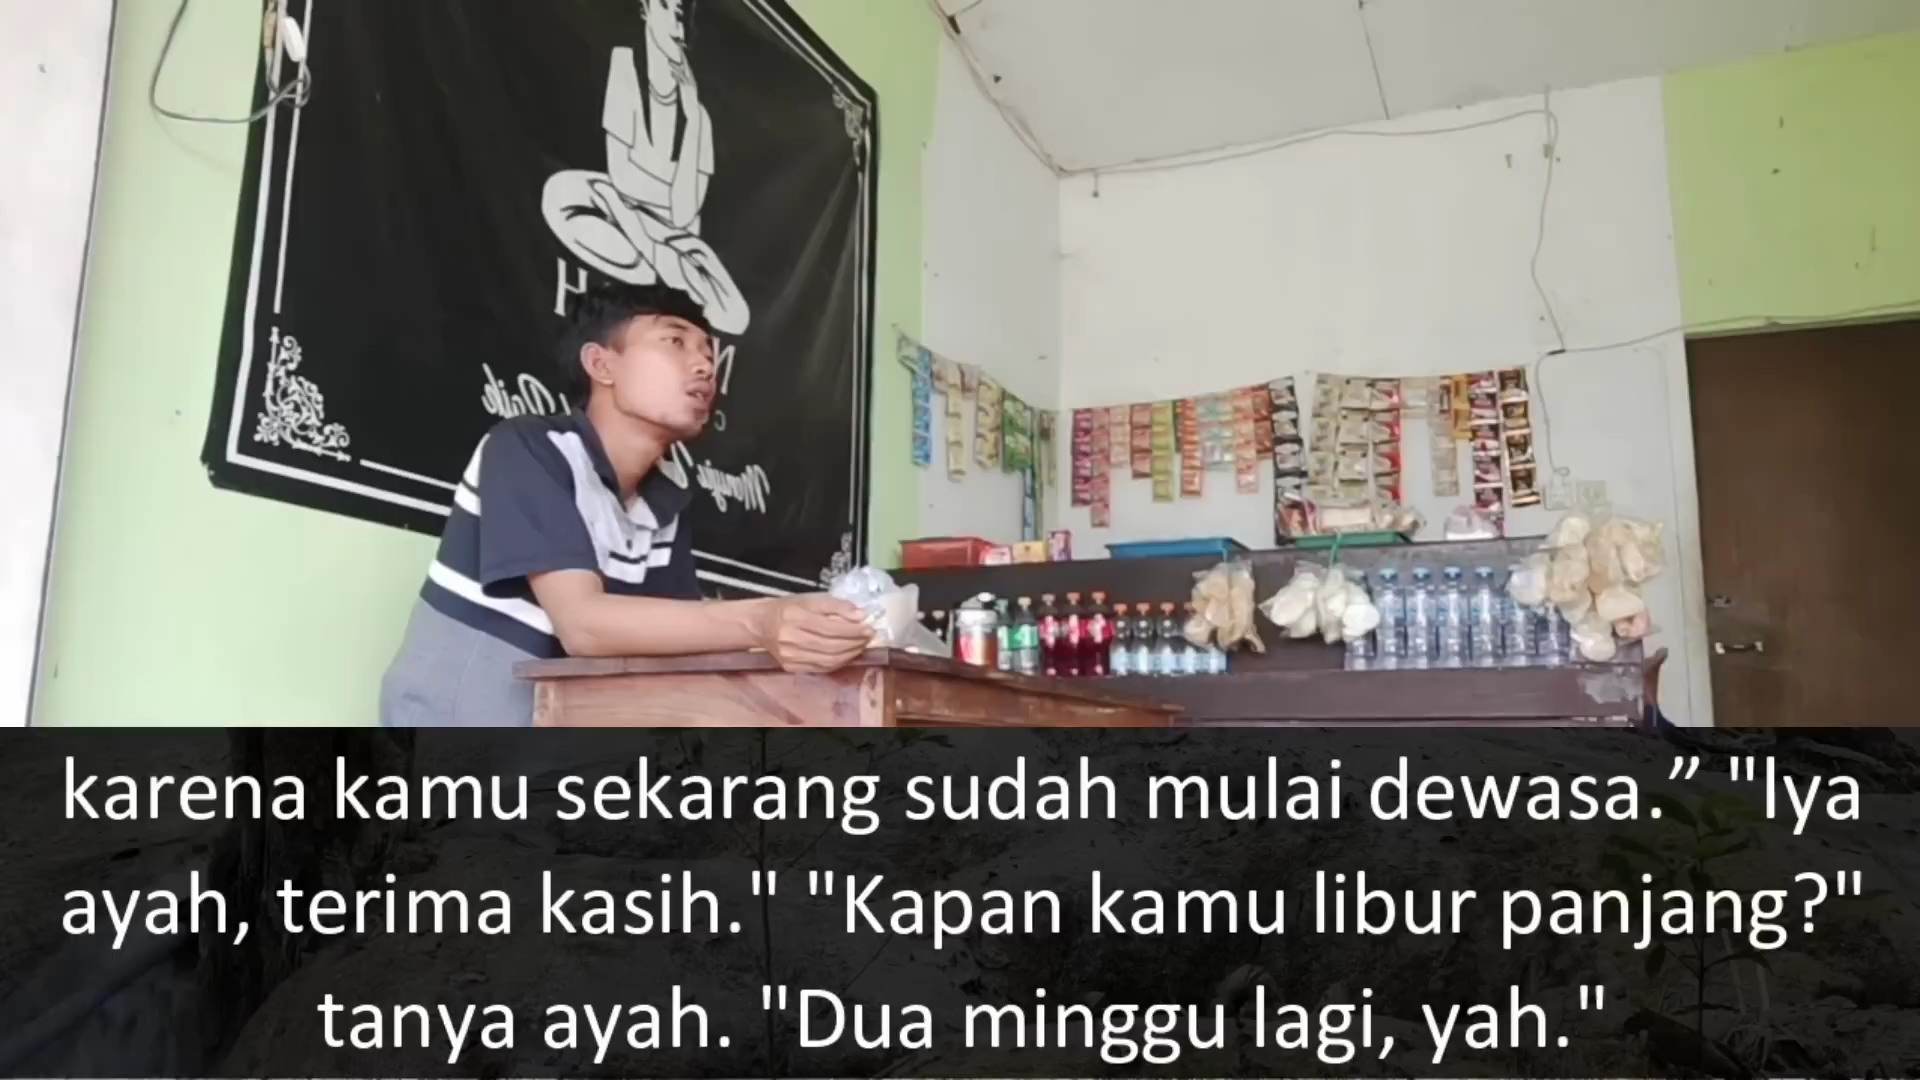 karena kamu sekarang sudah mulai dewasa.” "Iya
ayah, terima kasih." "Kapan kamu libur panjang?"
tanya ayah. "Dua minggu lagi, yah."